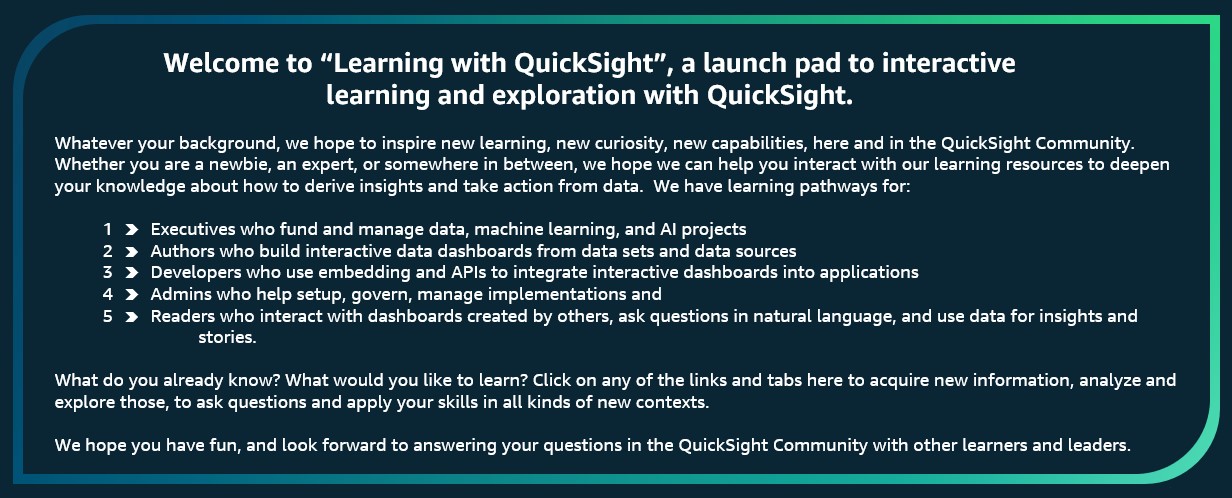 Welcome to “Learning with QuickSight”, a launch pad to interactive
learning and exploration with QuickSight.
Whatever your background, we hope to inspire new learning, new curiosity, new capabilities, here and in the QuickSight Community.
Whether you are a newbie, an expert, or somewhere in between, we hope we can help you interact with our learning resources to deepen
your knowledge about how to derive insights and take action from data.  We have learning pathways for:
1 ➤ Executives who fund and manage data, machine learning, and AI projects
2 ➤ Authors who build interactive data dashboards from data sets and data sources
3 ➤ Developers who use embedding and APIs to integrate interactive dashboards into applications
4 ➤ Admins who help setup, govern, manage implementations and
5 ➤ Readers who interact with dashboards created by others, ask questions in natural language, and use data for insights and
stories.
What do you already know? What would you like to learn? Click on any of the links and tabs here to acquire new information, analyze and
explore those, to ask questions and apply your skills in all kinds of new contexts.
We hope you have fun, and look forward to answering your questions in the QuickSight Community with other learners and leaders.